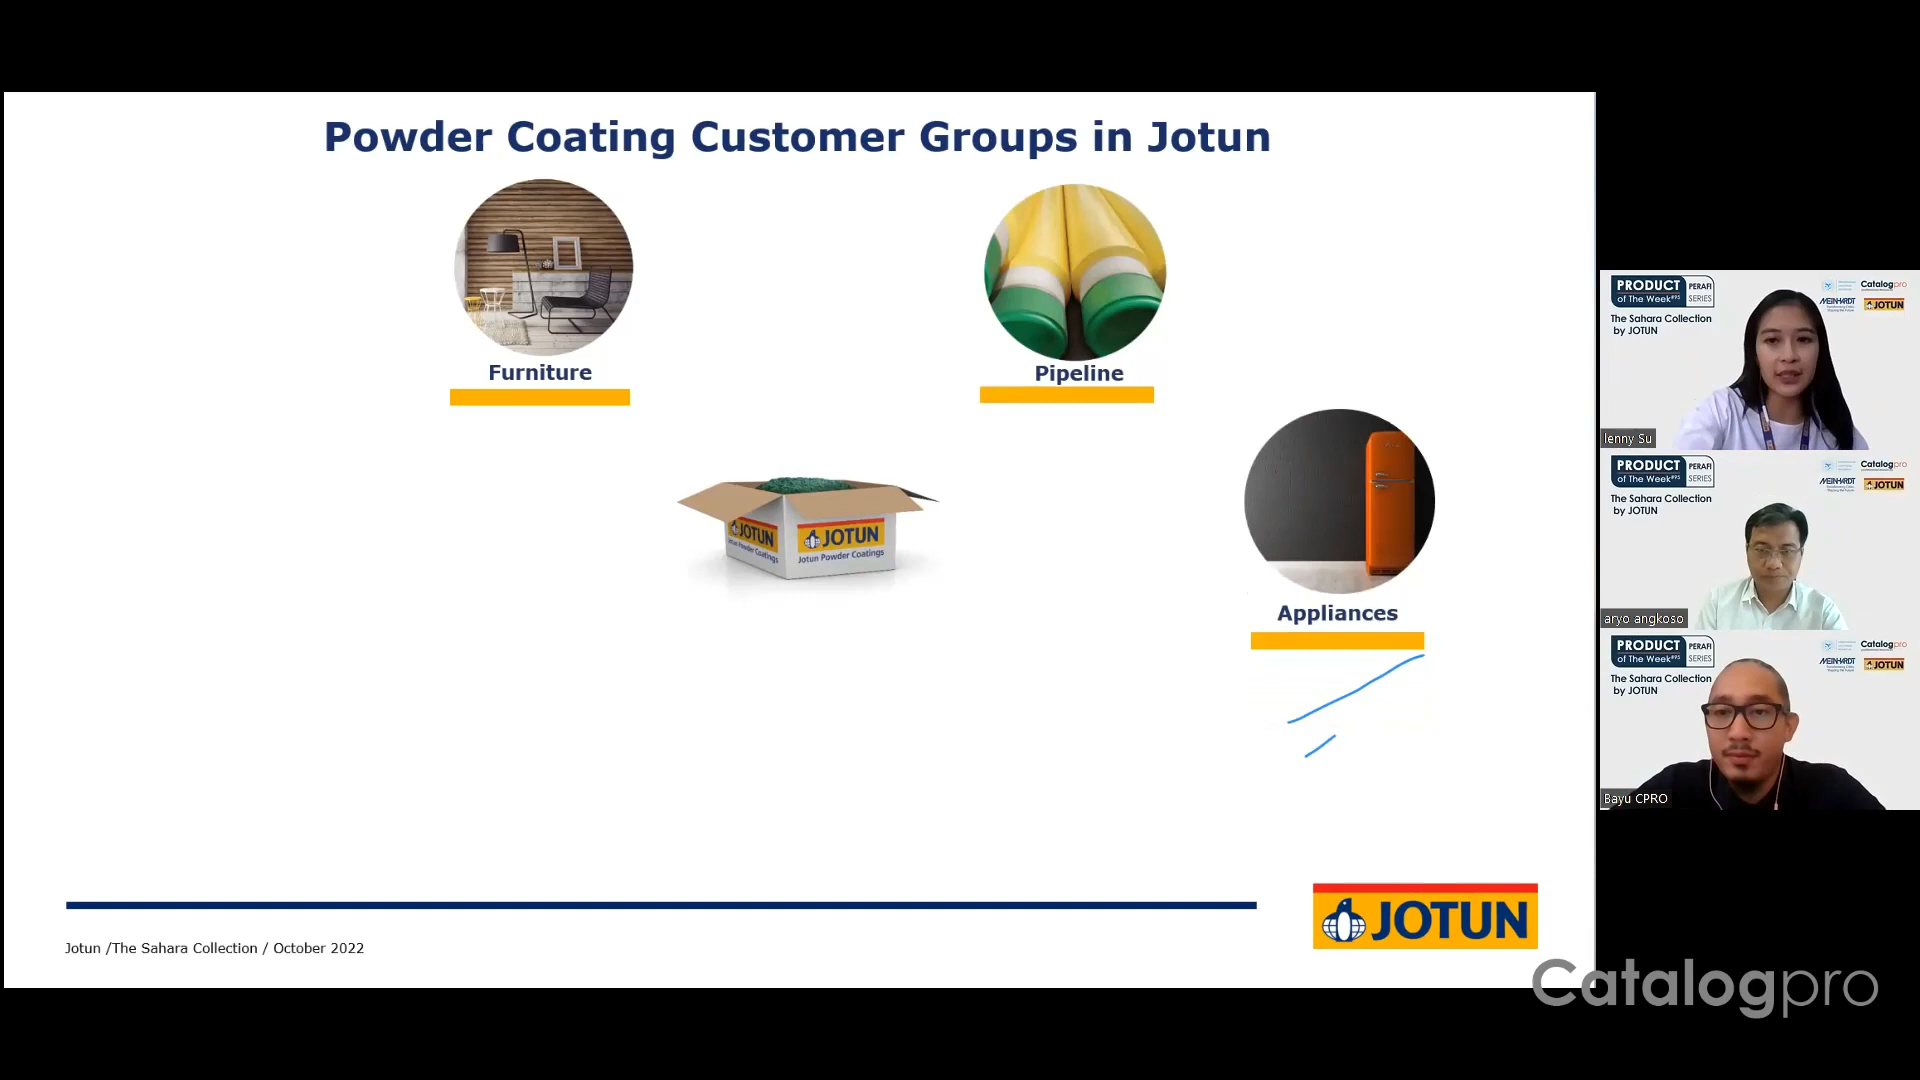 Powder Coating Customer Groups in Jotun
Furniture
Pipeline
JOTUN
Jotun Powder Coatings
JOTUN
Jotun Powder Coatings
Appliances
JOTUN
Jotun /The Sahara Collection / October 2022
Catalogpro
PRODUCT
of The Week#95
PERAFI
SERIES
Catalogpro
MEINHARDT
JOTUN
The Sahara Collection
by JOTUN
lenny Su
PRODUCT
of The Week#95
PERAFI
SERIES
Catalogpro
MEINHARDT
JOTUN
The Sahara Collection
by JOTUN
aryo angkoso
PRODUCT
of The Week#95
PERAFI
SERIES
Catalogpro
MEINHARDT
JOTUN
The Sahara Collection
by JOTUN
Bayu CPRO